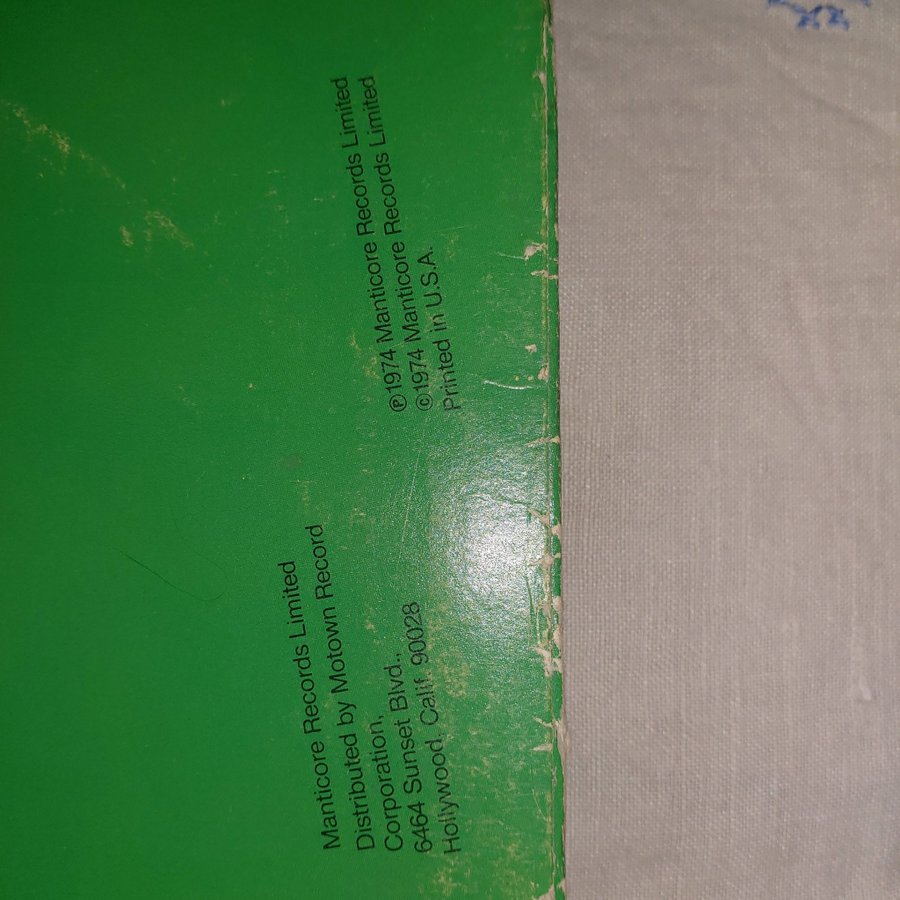 Manticore Records Limited
Distributed by Motown Record
Corporation,
6464 Sunset Blvd.,
Hollywood, Calif. 90028
℗1974 Manticore Records Limited
©1974 Manticore Records Limited
Printed in U.S.A.